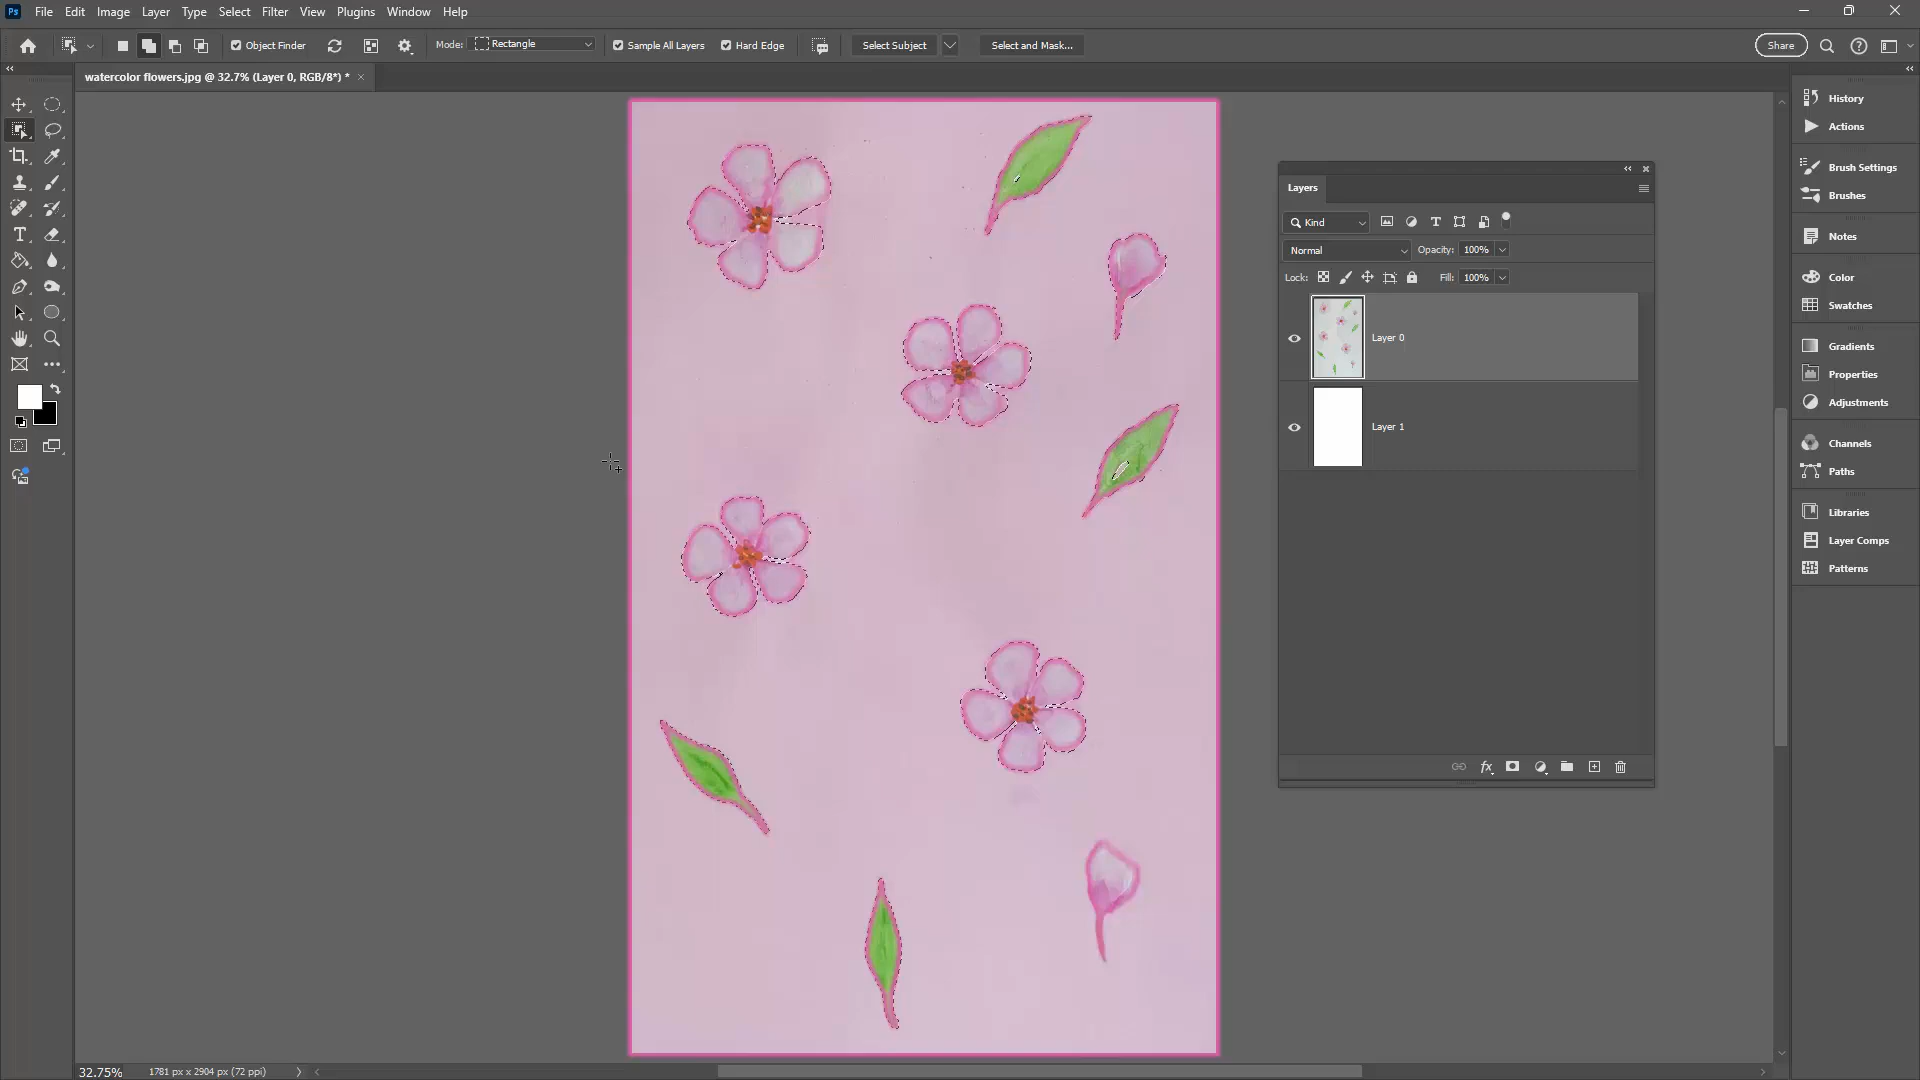 Ps File Edit Image Layer Type Select Filter View Plugins Window Help
Object Finder Mode: Rectangle Sample All Layers Hard Edge Select Subject Select and Mask... Share
watercolor flowers.jpg @ 32.7% (Layer 0, RGB/8*) *
History
Actions
Brush Settings
Brushes
Notes
Color
Swatches
Gradients
Properties
Adjustments
Channels
Paths
Libraries
Layer Comps
Patterns
Layers
Kind
Normal Opacity: 100%
Lock: Fill: 100%
Layer 0
Layer 1
fx
32.75% 1781 px x 2904 px (72 ppi)